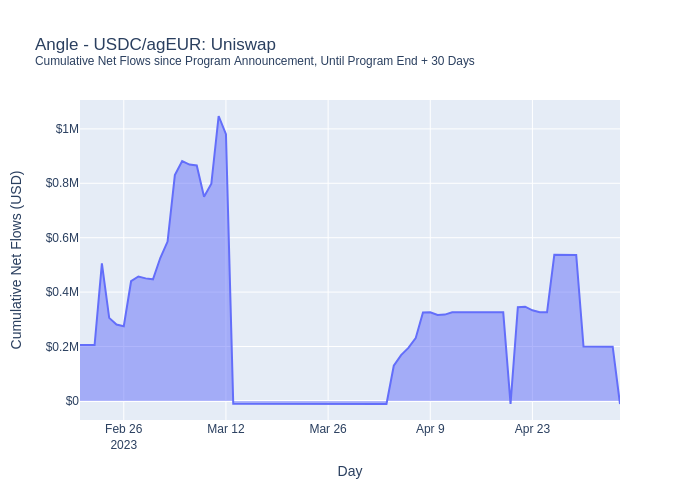 Angle - USDC/agEUR: Uniswap
Cumulative Net Flows since Program Announcement, Until Program End + 30 Days
Cumulative Net Flows (USD)
$1M
$0.8M
$0.6M
$0.4M
$0.2M
$0
Feb 26
2023
Mar 12
Mar 26
Apr 9
Apr 23
Day